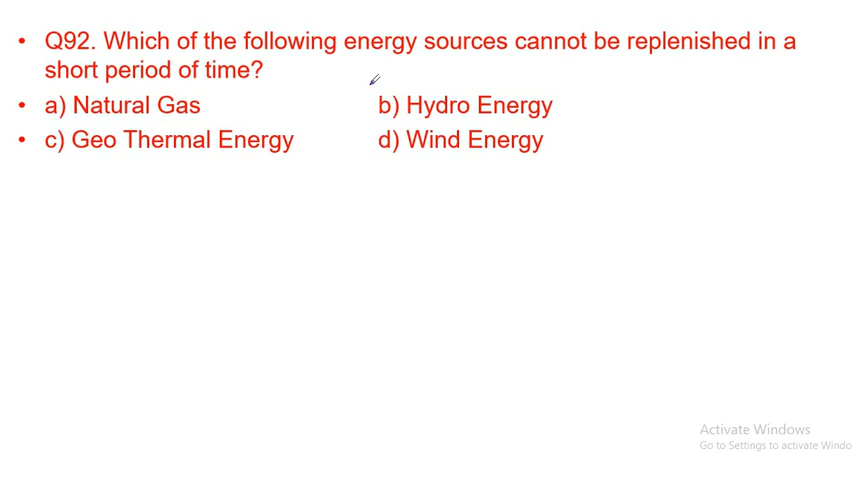 • Q92. Which of the following energy sources cannot be replenished in a
short period of time?
• a) Natural Gas b) Hydro Energy
• c) Geo Thermal Energy d) Wind Energy
Activate Windows
Go to Settings to activate Windo